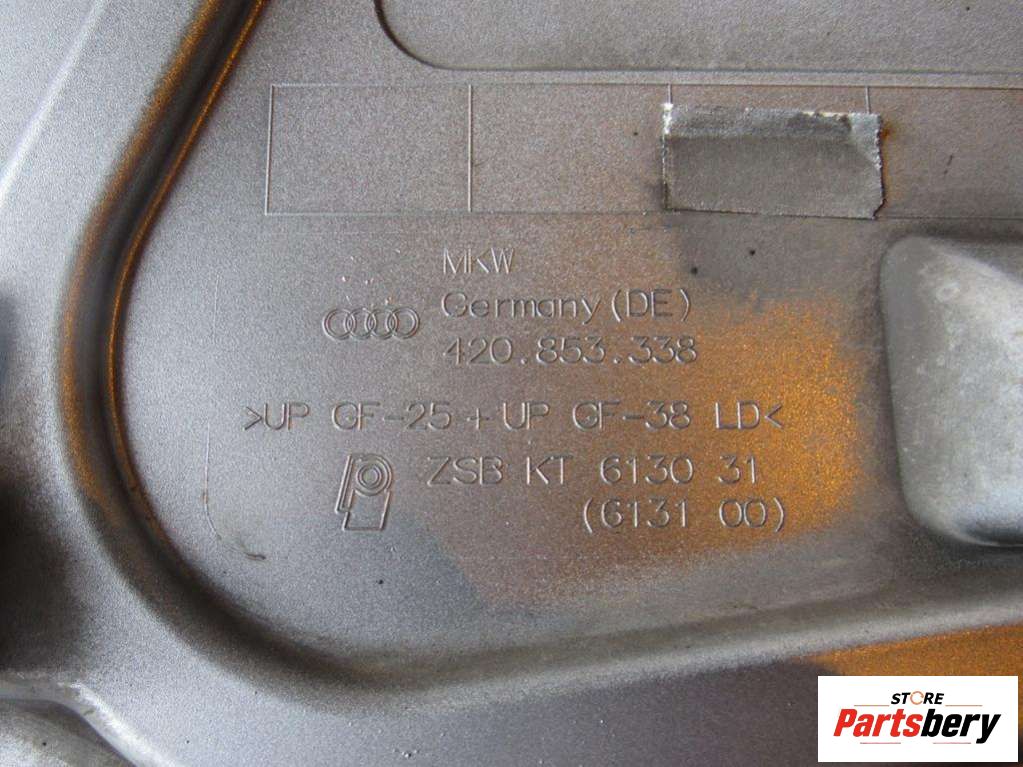 MKW
Germany (DE)
420.853.338
>UP GF-25 + UP GF-38 LD<
ZSB KT 6130 31
(6131 00)
STORE
Partsbery